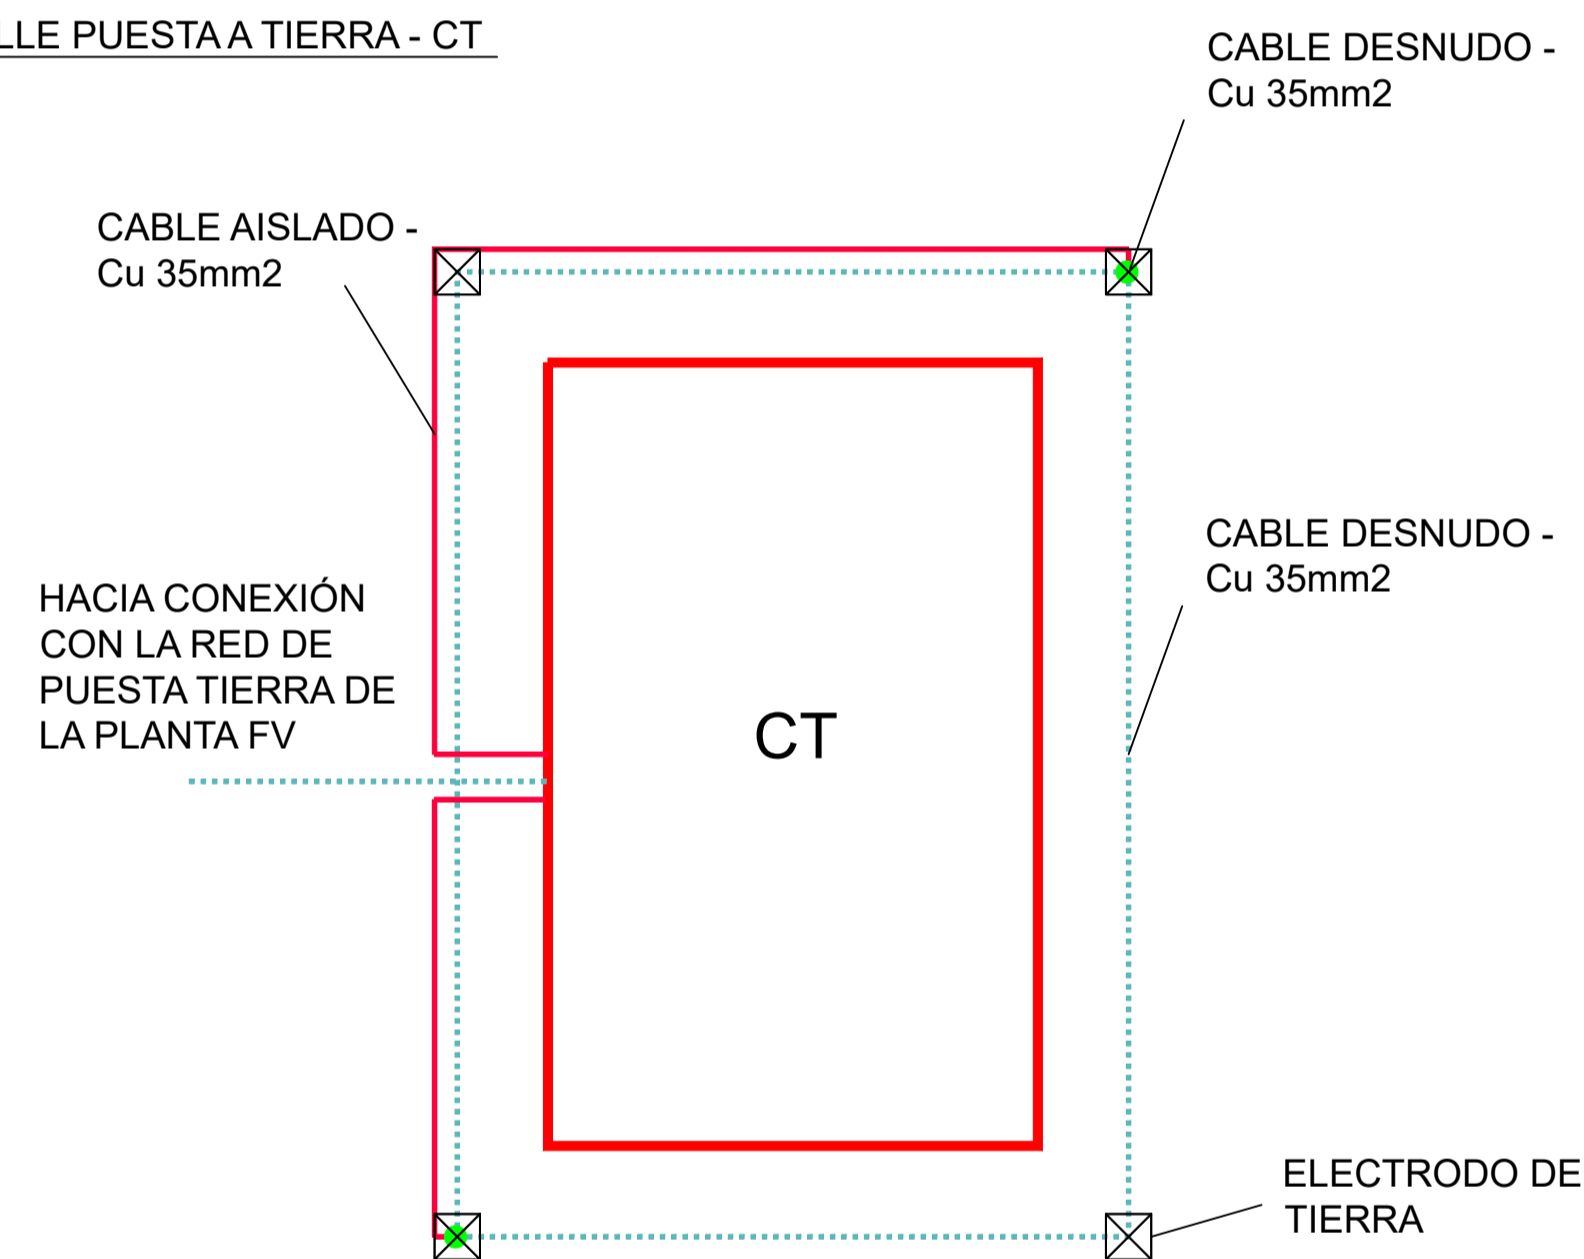 LLE PUESTA A TIERRA - CT
CABLE DESNUDO -
Cu 35mm2
CABLE AISLADO -
Cu 35mm2
CABLE DESNUDO -
Cu 35mm2
HACIA CONEXIÓN
CON LA RED DE
PUESTA TIERRA DE
LA PLANTA FV
CT
ELECTRODO DE
TIERRA